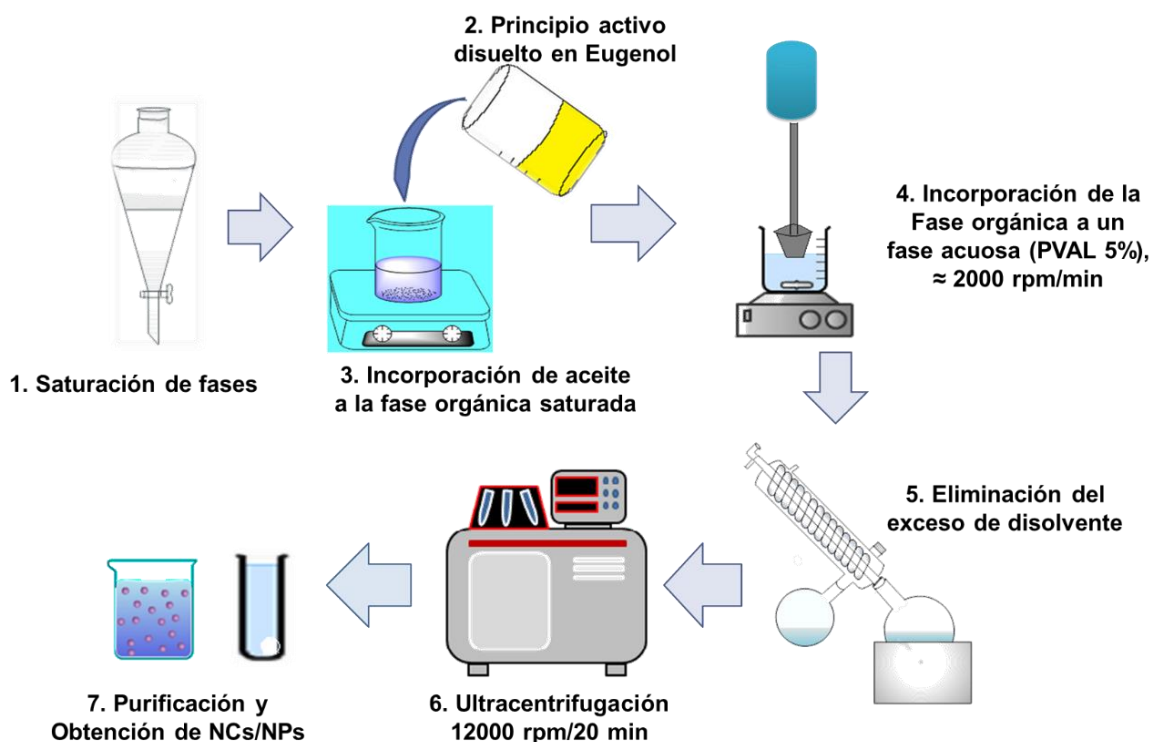 2. Principio activo
disuelto en Eugenol
4. Incorporación de la
Fase orgánica a un
fase acuosa (PVAL 5%),
≈ 2000 rpm/min
1. Saturación de fases
3. Incorporación de aceite
a la fase orgánica saturada
5. Eliminación del
exceso de disolvente
7. Purificación y
Obtención de NCs/NPs
6. Ultracentrifugación
12000 rpm/20 min